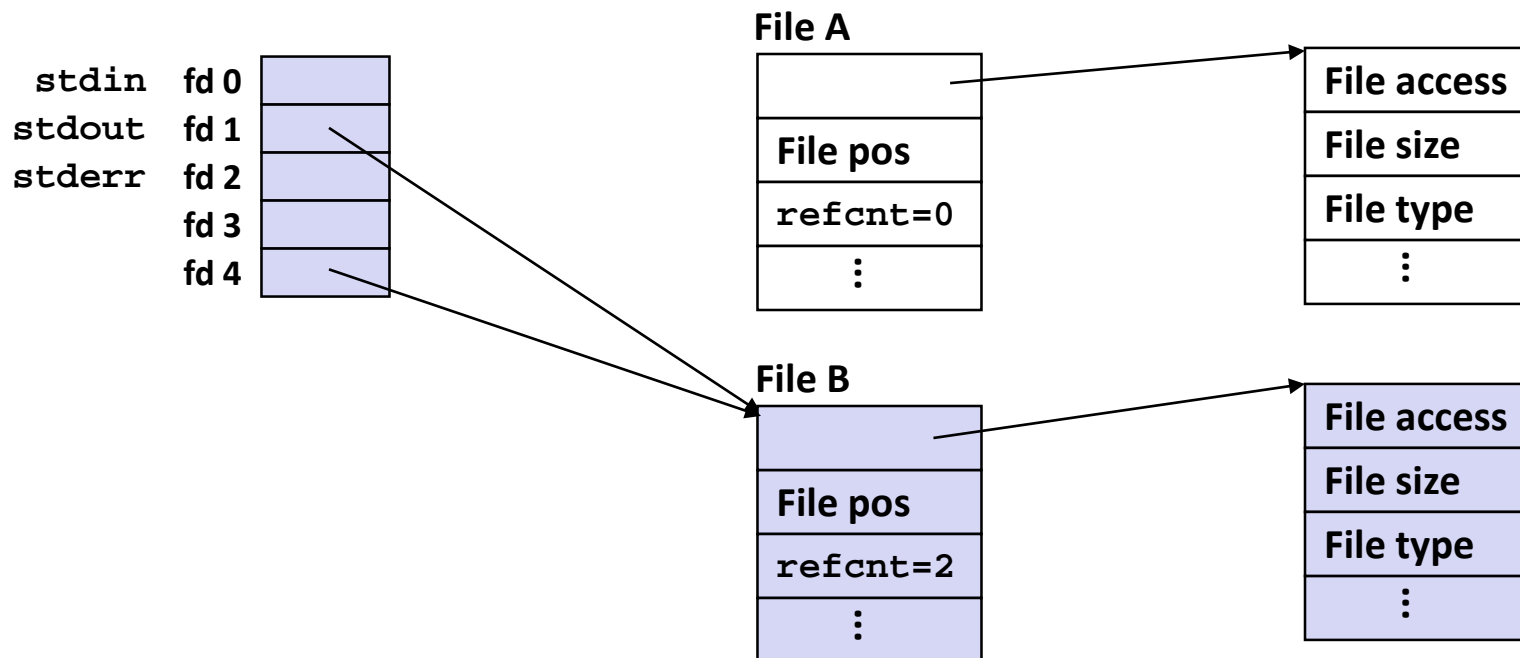 stdin fd 0
stdout fd 1
stderr fd 2
fd 3
fd 4
File A
File pos
refcnt=0
⋮
File access
File size
File type
⋮
File B
File pos
refcnt=2
⋮
File access
File size
File type
⋮